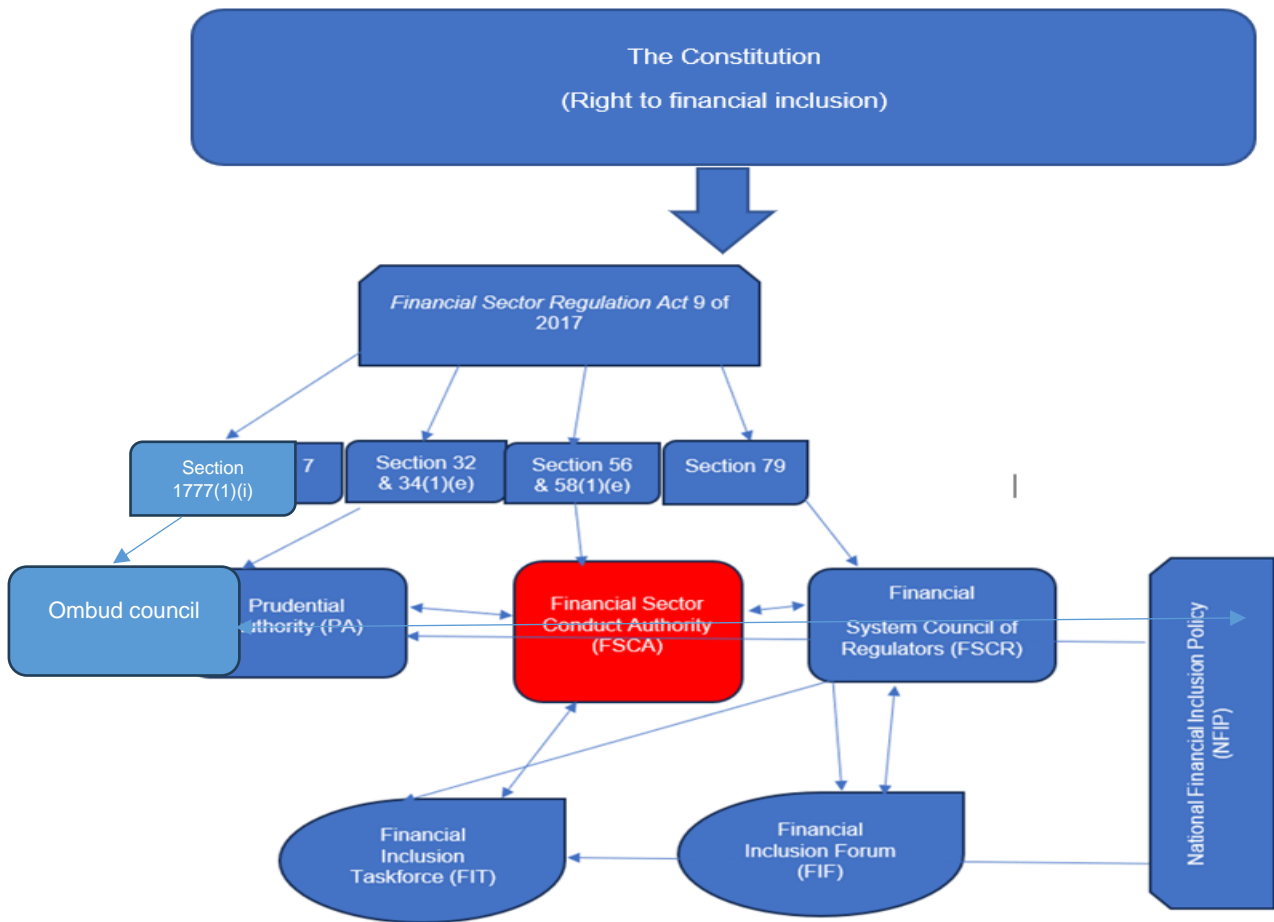 The Constitution
(Right to financial inclusion)
Financial Sector Regulation Act 9 of
2017
Section
1777(1)(i)
7
Section 32
& 34(1)(e)
Section 56
& 58(1)(e)
Section 79
Ombud council
Prudential
uthority (PA)
Financial Sector
Conduct Authority
(FSCA)
Financial
System Council of
Regulators (FSCR)
National Financial Inclusion Policy
(NFIP)
Financial
Inclusion
Taskforce (FIT)
Financial
Inclusion Forum
(FIF)